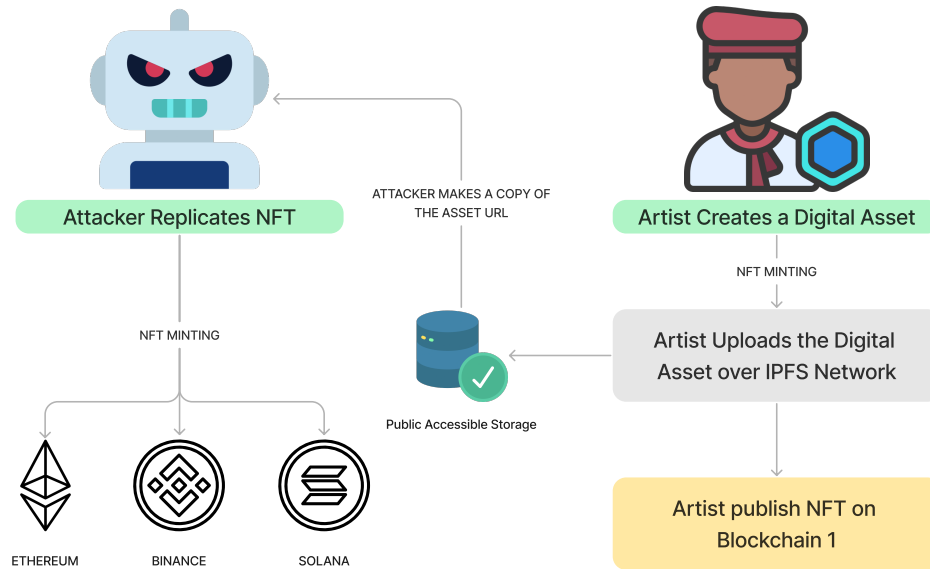 Attacker Replicates NFT
NFT MINTING
ETHEREUM
BINANCE
SOLANA
ATTACKER MAKES A COPY OF
THE ASSET URL
Public Accessible Storage
Artist Creates a Digital Asset
NFT MINTING
Artist Uploads the Digital
Asset over IPFS Network
Artist publish NFT on
Blockchain 1